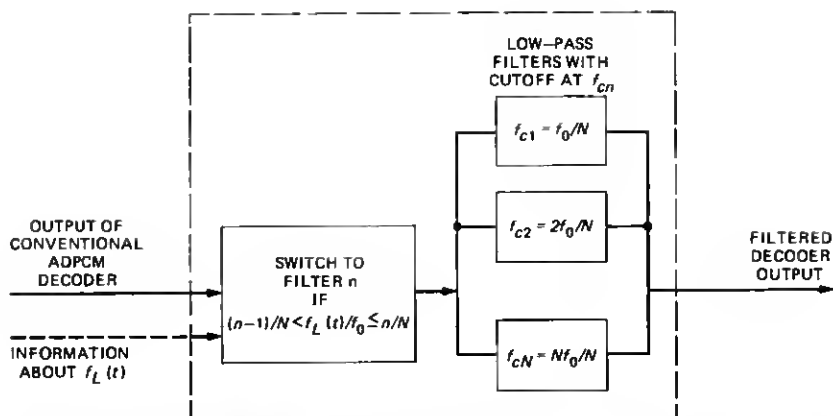 LOW-PASS
FILTERS WITH
CUTOFF AT f_cn
f_c1 = f_0/N
f_c2 = 2f_0/N
f_cN = Nf_0/N
OUTPUT OF
CONVENTIONAL
ADPCM
DECODER
INFORMATION
ABOUT f_L (t)
SWITCH TO
FILTER n
IF
(n-1)/N < f_L (t)/f_0 ≤ n/N
FILTERED
DECODER
OUTPUT